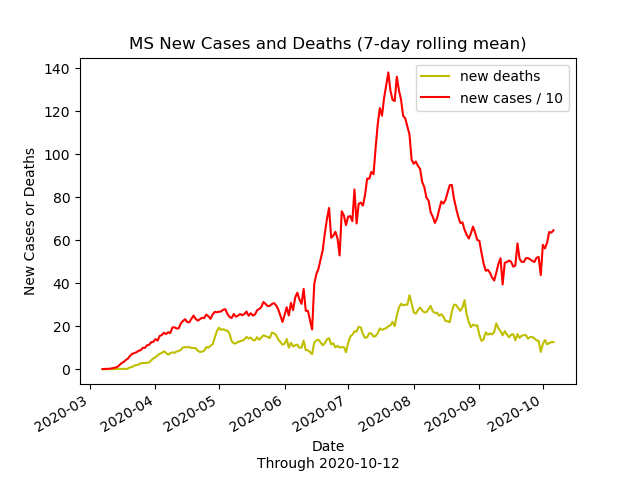 MS New Cases and Deaths (7-day rolling mean)
new deaths
new cases / 10
140
120
100
80
60
40
20
0
New Cases or Deaths
2020-03
2020-04
2020-05
2020-06
2020-07
2020-08
2020-09
2020-10
Date
Through 2020-10-12